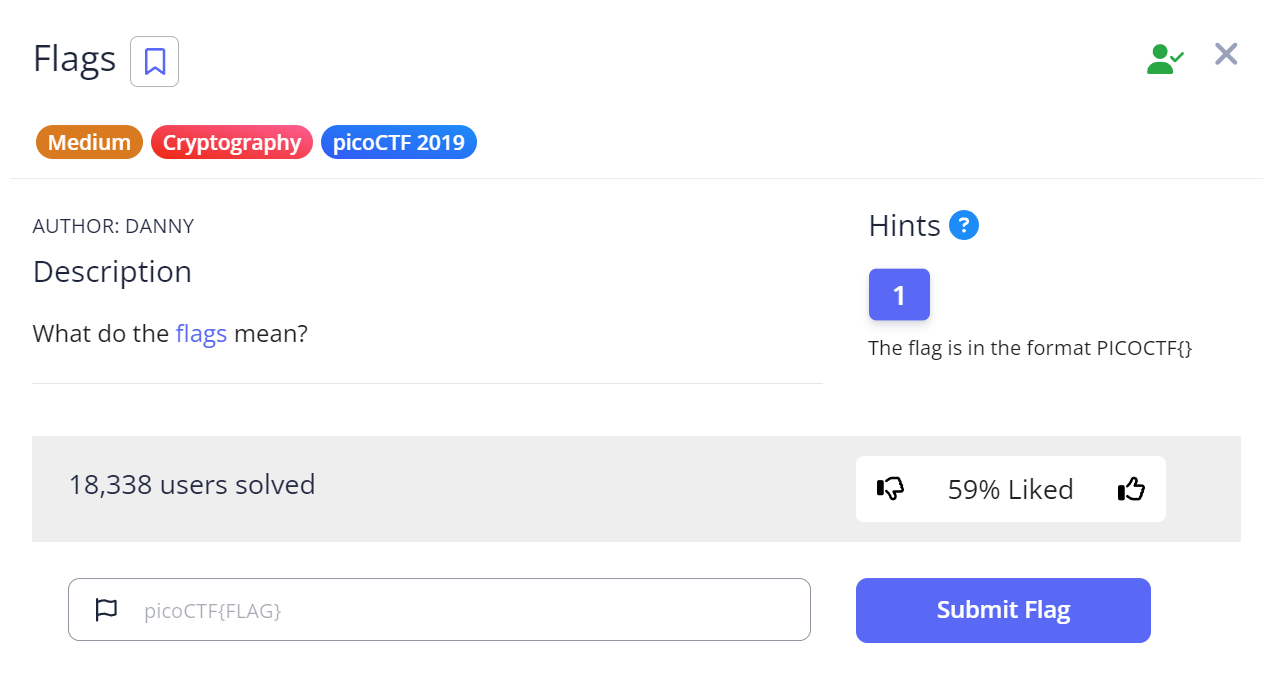 Flags
Medium Cryptography picoCTF 2019
AUTHOR: DANNY
Description
What do the flags mean?
Hints ?
1
The flag is in the format PICOCTF{}
18,338 users solved
59% Liked
picoCTF{FLAG}
Submit Flag